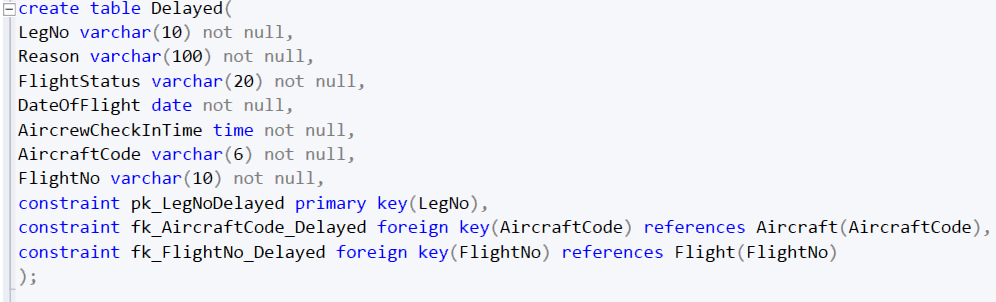 create table Delayed(
LegNo varchar(10) not null,
Reason varchar(100) not null,
FlightStatus varchar(20) not null,
DateOfFlight date not null,
AircrewCheckInTime time not null,
AircraftCode varchar(6) not null,
FlightNo varchar(10) not null,
constraint pk_LegNoDelayed primary key(LegNo),
constraint fk_AircraftCode_Delayed foreign key(AircraftCode) references Aircraft(AircraftCode),
constraint fk_FlightNo_Delayed foreign key(FlightNo) references Flight(FlightNo)
);